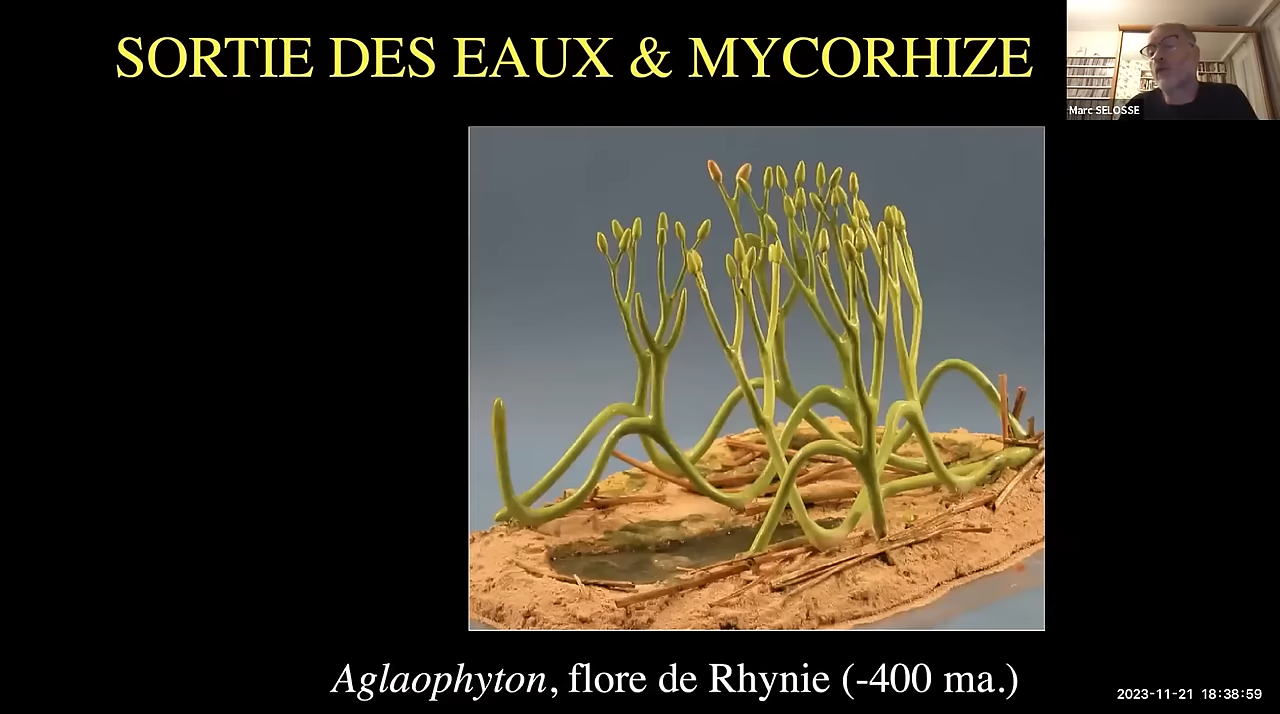 SORTIE DES EAUX & MYCORHIZE
Marc SELOSSE
Aglaophyton, flore de Rhynie (-400 ma.)
2023-11-21 18:38:59